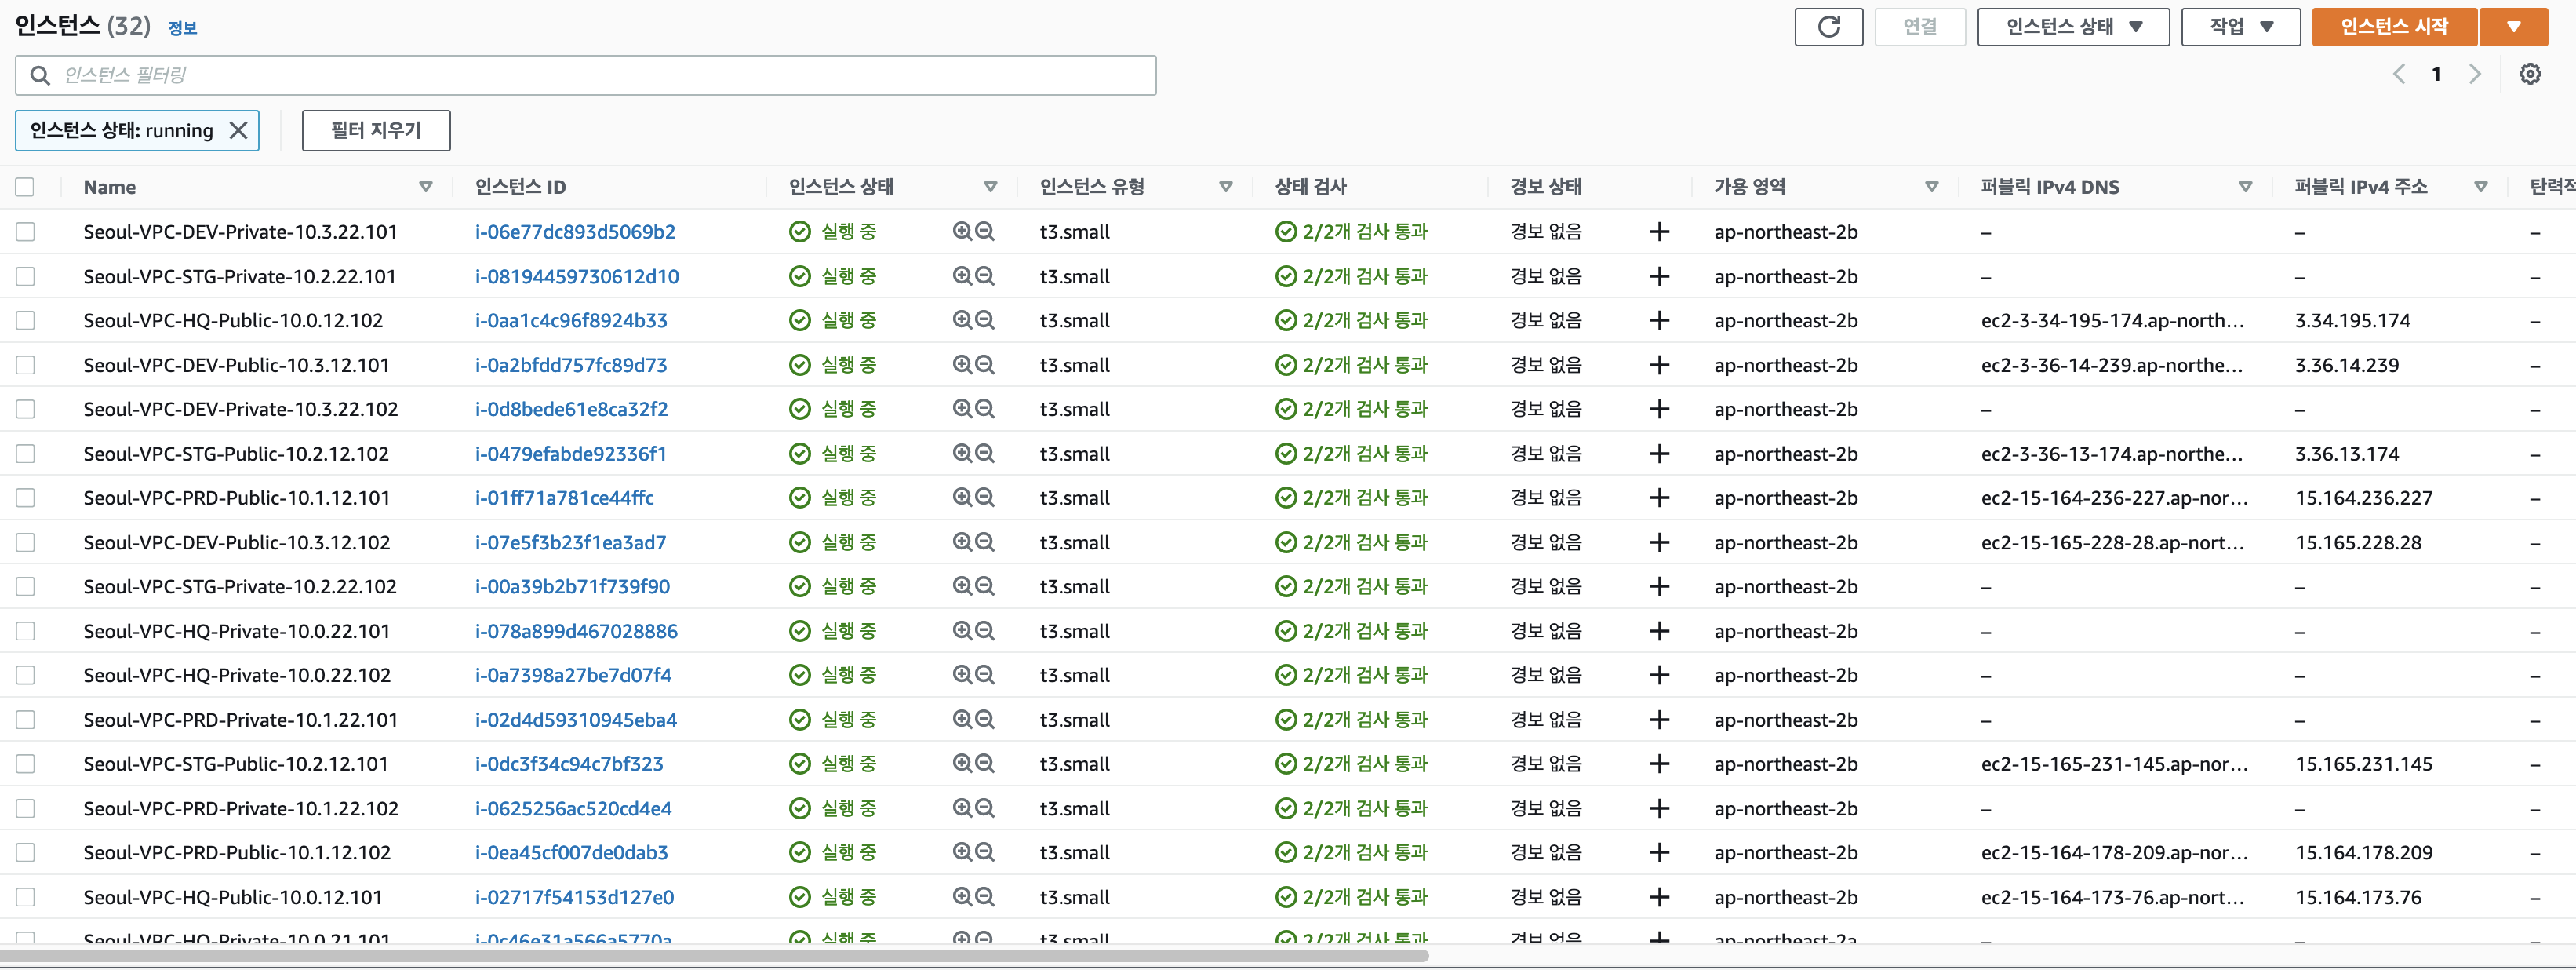 인스턴스 (32) 정보
연결 인스턴스 상태 작업 인스턴스 시작
인스턴스 필터링
1
인스턴스 상태: running 필터 지우기
Name 인스턴스 ID 인스턴스 상태 인스턴스 유형 상태 검사 경보 상태 가용 영역 퍼블릭 IPv4 DNS 퍼블릭 IPv4 주소 탄력적
Seoul-VPC-DEV-Private-10.3.22.101 i-06e77dc893d5069b2 실행 중 t3.small 2/2개 검사 통과 경보 없음 + ap-northeast-2b – – –
Seoul-VPC-STG-Private-10.2.22.101 i-08194459730612d10 실행 중 t3.small 2/2개 검사 통과 경보 없음 + ap-northeast-2b – – –
Seoul-VPC-HQ-Public-10.0.12.102 i-0aa1c4c96f8924b33 실행 중 t3.small 2/2개 검사 통과 경보 없음 + ap-northeast-2b ec2-3-34-195-174.ap-north... 3.34.195.174 –
Seoul-VPC-DEV-Public-10.3.12.101 i-0a2bfdd757fc89d73 실행 중 t3.small 2/2개 검사 통과 경보 없음 + ap-northeast-2b ec2-3-36-14-239.ap-northe... 3.36.14.239 –
Seoul-VPC-DEV-Private-10.3.22.102 i-0d8bede61e8ca32f2 실행 중 t3.small 2/2개 검사 통과 경보 없음 + ap-northeast-2b – – –
Seoul-VPC-STG-Public-10.2.12.102 i-0479efabde92336f1 실행 중 t3.small 2/2개 검사 통과 경보 없음 + ap-northeast-2b ec2-3-36-13-174.ap-northe... 3.36.13.174 –
Seoul-VPC-PRD-Public-10.1.12.101 i-01ff71a781ce44ffc 실행 중 t3.small 2/2개 검사 통과 경보 없음 + ap-northeast-2b ec2-15-164-236-227.ap-nor... 15.164.236.227 –
Seoul-VPC-DEV-Public-10.3.12.102 i-07e5f3b23f1ea3ad7 실행 중 t3.small 2/2개 검사 통과 경보 없음 + ap-northeast-2b ec2-15-165-228-28.ap-nort... 15.165.228.28 –
Seoul-VPC-STG-Private-10.2.22.102 i-00a39b2b71f739f90 실행 중 t3.small 2/2개 검사 통과 경보 없음 + ap-northeast-2b – – –
Seoul-VPC-HQ-Private-10.0.22.101 i-078a899d467028886 실행 중 t3.small 2/2개 검사 통과 경보 없음 + ap-northeast-2b – – –
Seoul-VPC-HQ-Private-10.0.22.102 i-0a7398a27be7d07f4 실행 중 t3.small 2/2개 검사 통과 경보 없음 + ap-northeast-2b – – –
Seoul-VPC-PRD-Private-10.1.22.101 i-02d4d59310945eba4 실행 중 t3.small 2/2개 검사 통과 경보 없음 + ap-northeast-2b – – –
Seoul-VPC-STG-Public-10.2.12.101 i-0dc3f34c94c7bf323 실행 중 t3.small 2/2개 검사 통과 경보 없음 + ap-northeast-2b ec2-15-165-231-145.ap-nor... 15.165.231.145 –
Seoul-VPC-PRD-Private-10.1.22.102 i-0625256ac520cd4e4 실행 중 t3.small 2/2개 검사 통과 경보 없음 + ap-northeast-2b – – –
Seoul-VPC-PRD-Public-10.1.12.102 i-0ea45cf007de0dab3 실행 중 t3.small 2/2개 검사 통과 경보 없음 + ap-northeast-2b ec2-15-164-178-209.ap-nor... 15.164.178.209 –
Seoul-VPC-HQ-Public-10.0.12.101 i-02717f54153d127e0 실행 중 t3.small 2/2개 검사 통과 경보 없음 + ap-northeast-2b ec2-15-164-173-76.ap-nort... 15.164.173.76 –
Seoul-VPC-HQ-Private-10.0.21.101 i-0c46e31a566a5770a 실행 중 t3.small 2/2개 검사 통과 경보 없음 + ap-northeast-2a – – –